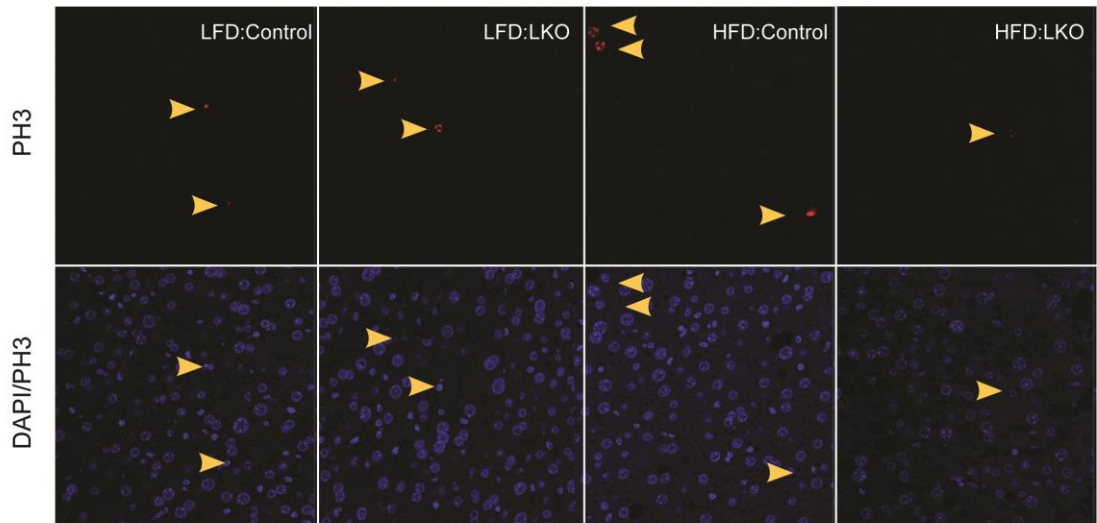 LFD:Control
LFD:LKO
HFD:Control
HFD:LKO
PH3
DAPI/PH3